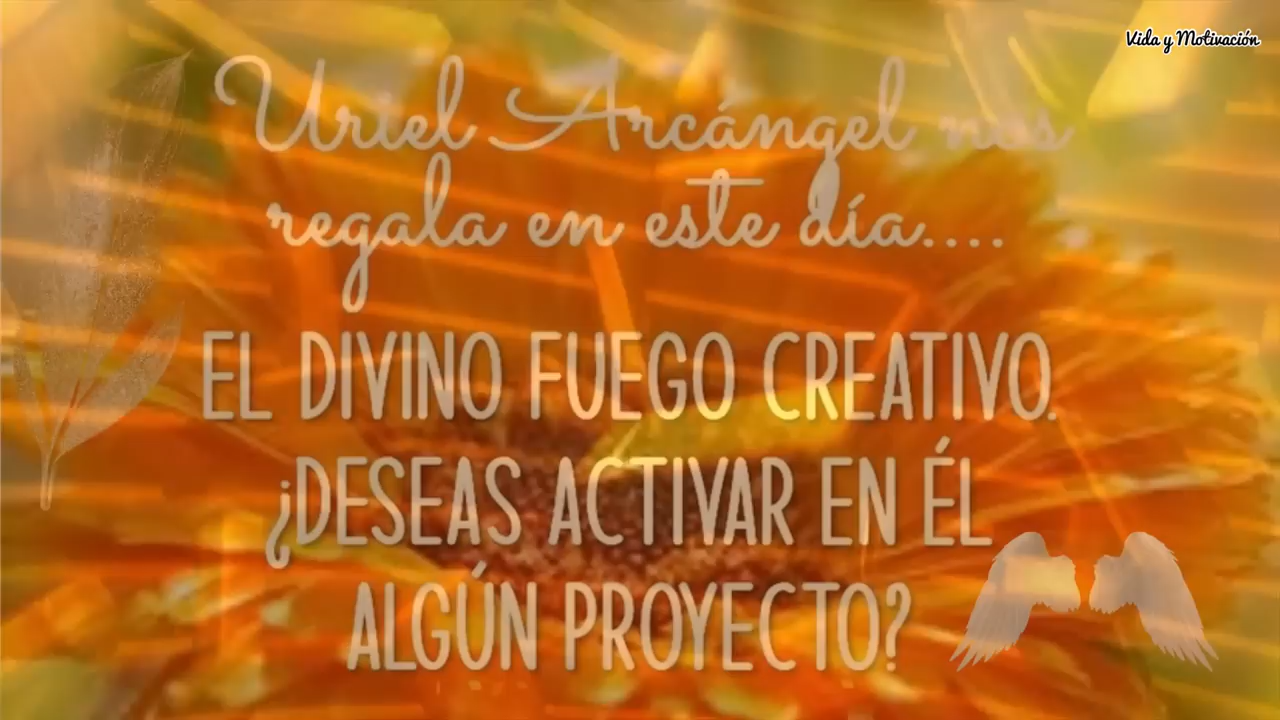 Vida y Motivación
Uriel Arcángel nos
regala en este día....
EL DIVINO FUEGO CREATIVO.
¿DESEAS ACTIVAR EN ÉL
ALGÚN PROYECTO?